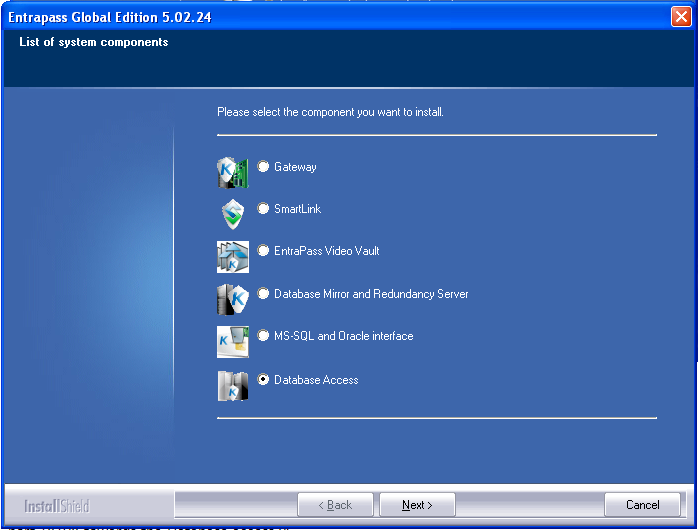 Entrapass Global Edition 5.02.24
List of system components
Please select the component you want to install.
Gateway
SmartLink
EntraPass Video Vault
Database Mirror and Redundancy Server
MS-SQL and Oracle interface
Database Access
InstallShield
< Back
Next >
Cancel